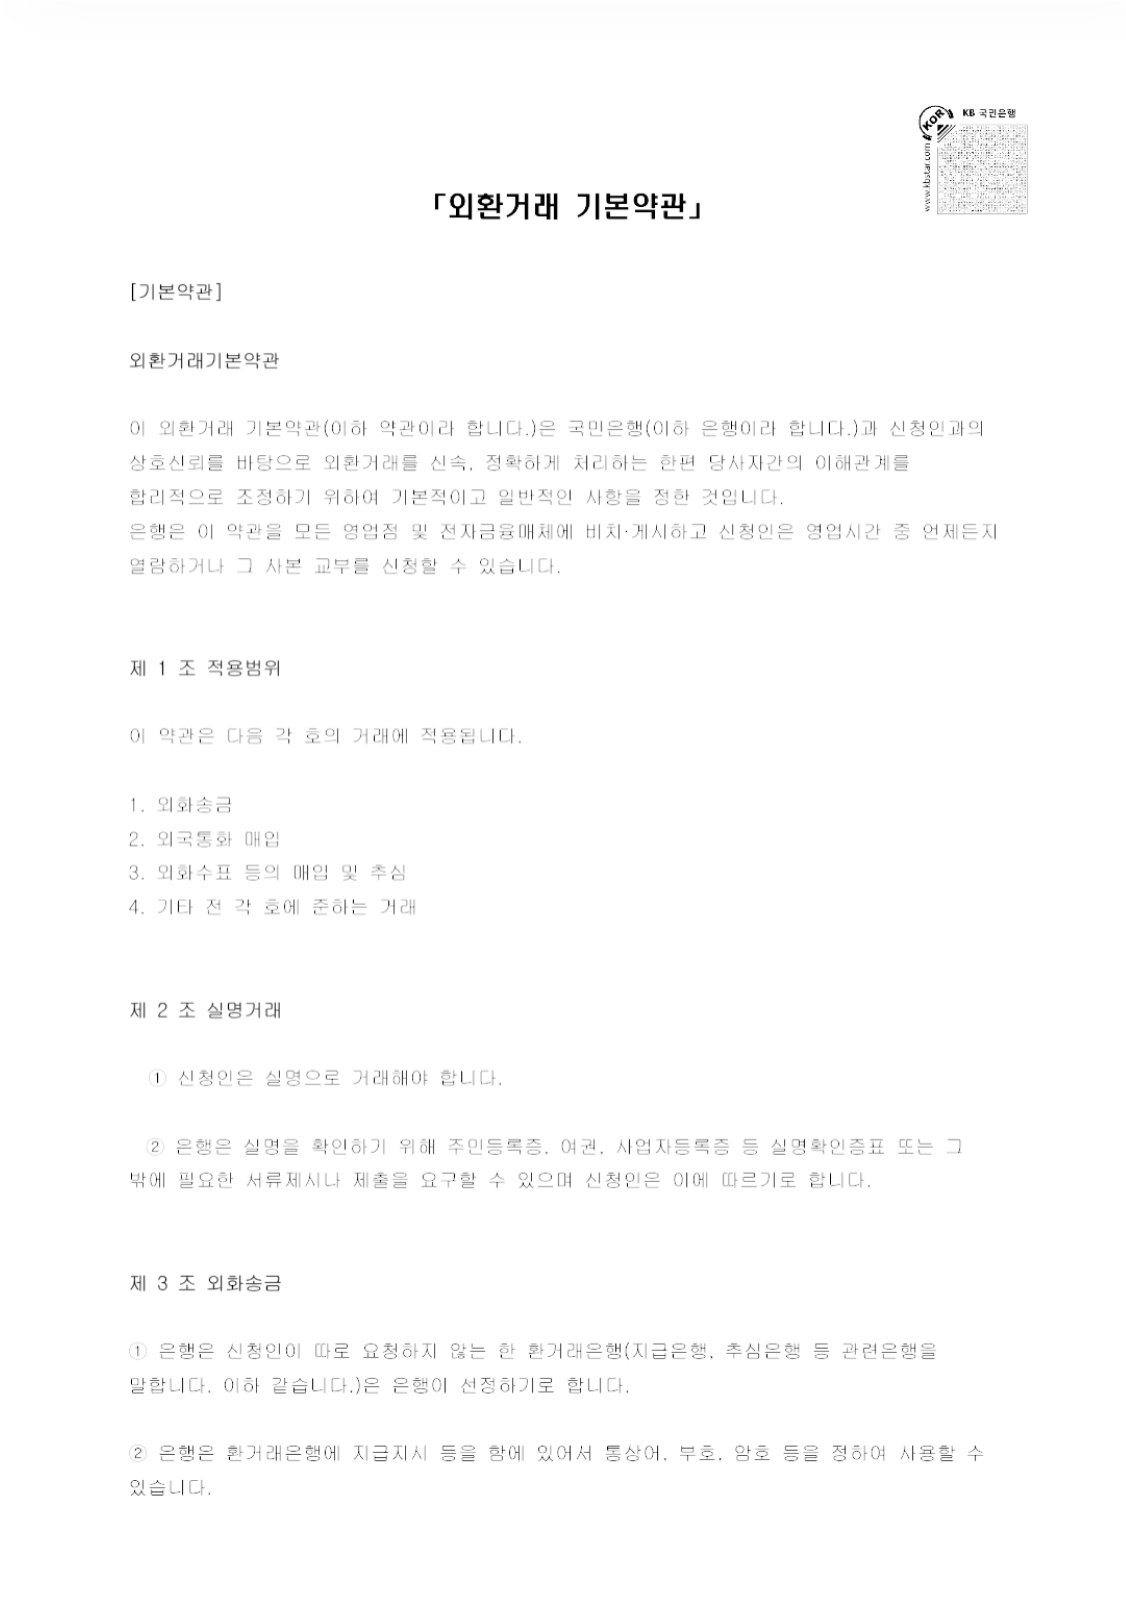 KB 국민은행
KOR
www.kbstar.com
「외환거래 기본약관」
[기본약관]
외환거래기본약관
이 외환거래 기본약관(이하 약관이라 합니다.)은 국민은행(이하 은행이라 합니다.)과 신청인과의
상호신뢰를 바탕으로 외환거래를 신속, 정확하게 처리하는 한편 당사자간의 이해관계를
합리적으로 조정하기 위하여 기본적이고 일반적인 사항을 정한 것입니다.
은행은 이 약관을 모든 영업점 및 전자금융매체에 비치·게시하고 신청인은 영업시간 중 언제든지
열람하거나 그 사본 교부를 신청할 수 있습니다.
제 1 조 적용범위
이 약관은 다음 각 호의 거래에 적용됩니다.
1. 외화송금
2. 외국통화 매입
3. 외화수표 등의 매입 및 추심
4. 기타 전 각 호에 준하는 거래
제 2 조 실명거래
① 신청인은 실명으로 거래해야 합니다.
② 은행은 실명을 확인하기 위해 주민등록증, 여권, 사업자등록증 등 실명확인증표 또는 그
밖에 필요한 서류제시나 제출을 요구할 수 있으며 신청인은 이에 따르기로 합니다.
제 3 조 외화송금
① 은행은 신청인이 따로 요청하지 않는 한 환거래은행(지급은행, 추심은행 등 관련은행을
말합니다. 이하 같습니다.)은 은행이 선정하기로 합니다.
② 은행은 환거래은행에 지급지시 등을 함에 있어서 통상어, 부호, 암호 등을 정하여 사용할 수
있습니다.